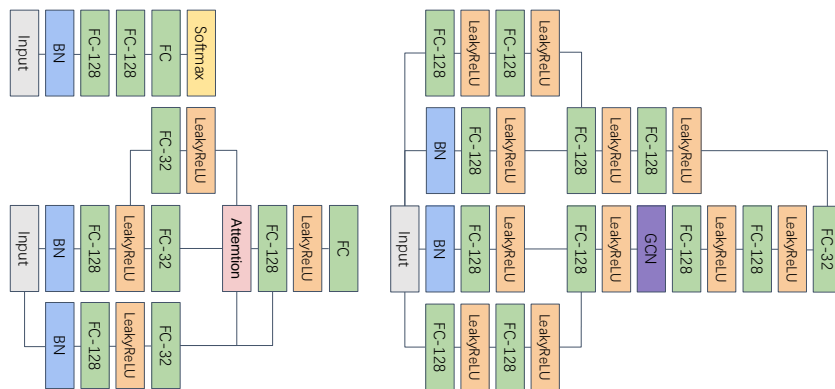 Input
BN
FC-128
FC-128
FC
Softmax
FC-32
LeakyReLU
Input
BN
FC-128
LeakyReLU
FC-32
Attemtion
FC-128
LeakyReLU
FC
BN
FC-128
LeakyReLU
FC-32
FC-128
LeakyReLU
FC-128
LeakyReLU
BN
FC-128
LeakyReLU
FC-128
LeakyReLU
FC-128
LeakyReLU
Input
BN
FC-128
LeakyReLU
FC-128
LeakyReLU
GCN
FC-128
LeakyReLU
FC-128
LeakyReLU
FC-32
FC-128
LeakyReLU
FC-128
LeakyReLU